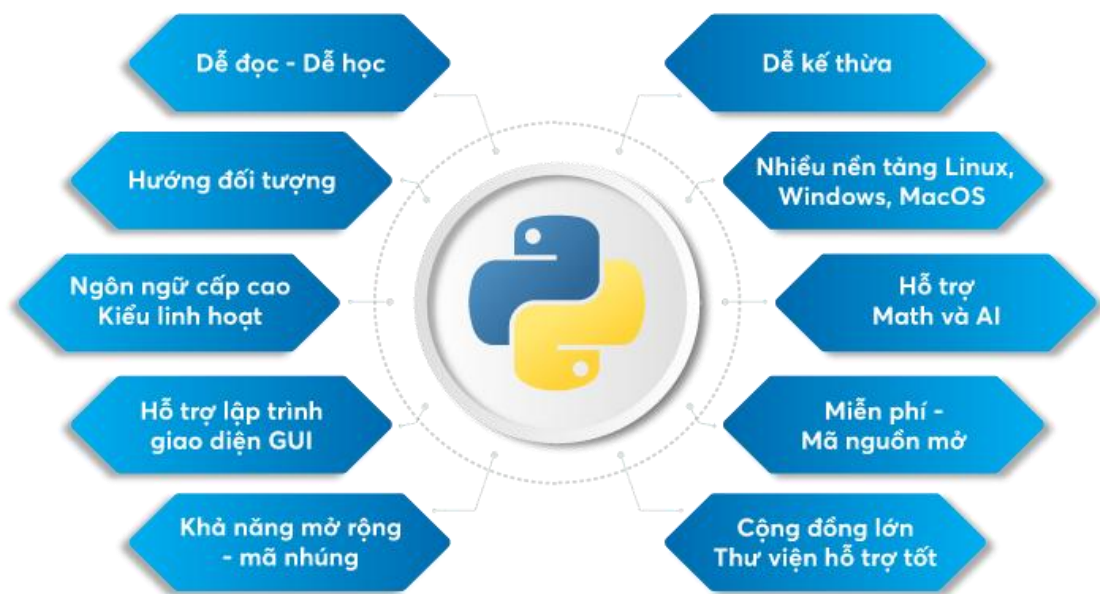 Dễ đọc - Dễ học
Hướng đối tượng
Ngôn ngữ cấp cao
Kiểu linh hoạt
Hỗ trợ lập trình
giao diện GUI
Khả năng mở rộng
- mã nhúng
Dễ kế thừa
Nhiều nền tảng Linux,
Windows, MacOS
Hỗ trợ
Math và AI
Miễn phí -
Mã nguồn mở
Cộng đồng lớn
Thư viện hỗ trợ tốt